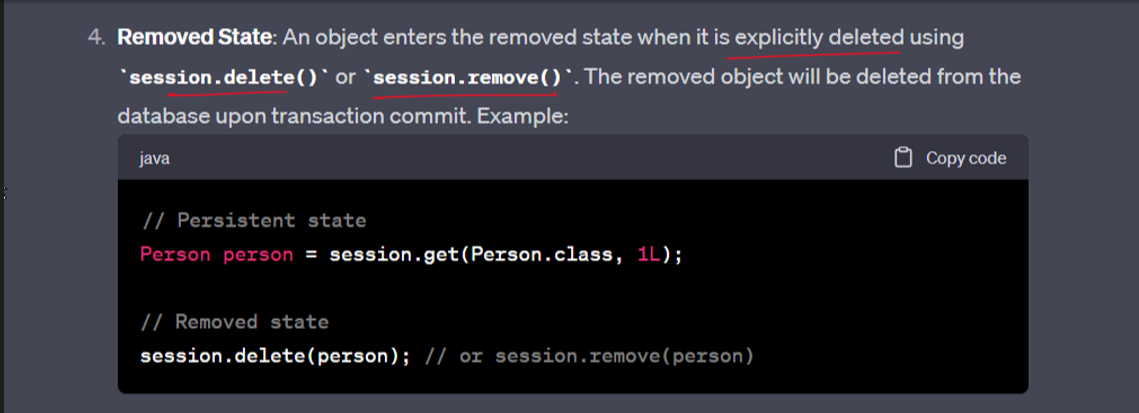 4. Removed State: An object enters the removed state when it is explicitly deleted using
`session.delete()` or `session.remove()`. The removed object will be deleted from the
database upon transaction commit. Example:
java
Copy code
// Persistent state
Person person = session.get(Person.class, 1L);
// Removed state
session.delete(person); // or session.remove(person)